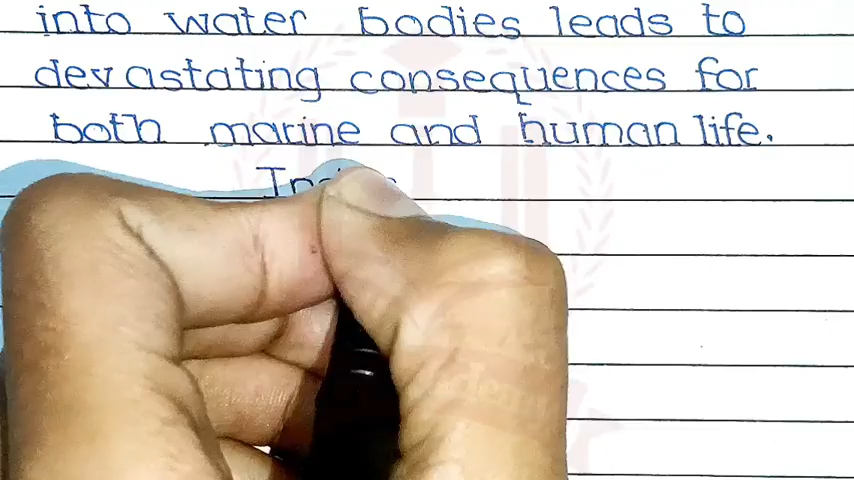 into water bodies leads to
devastating consequences for
both marine and human life.